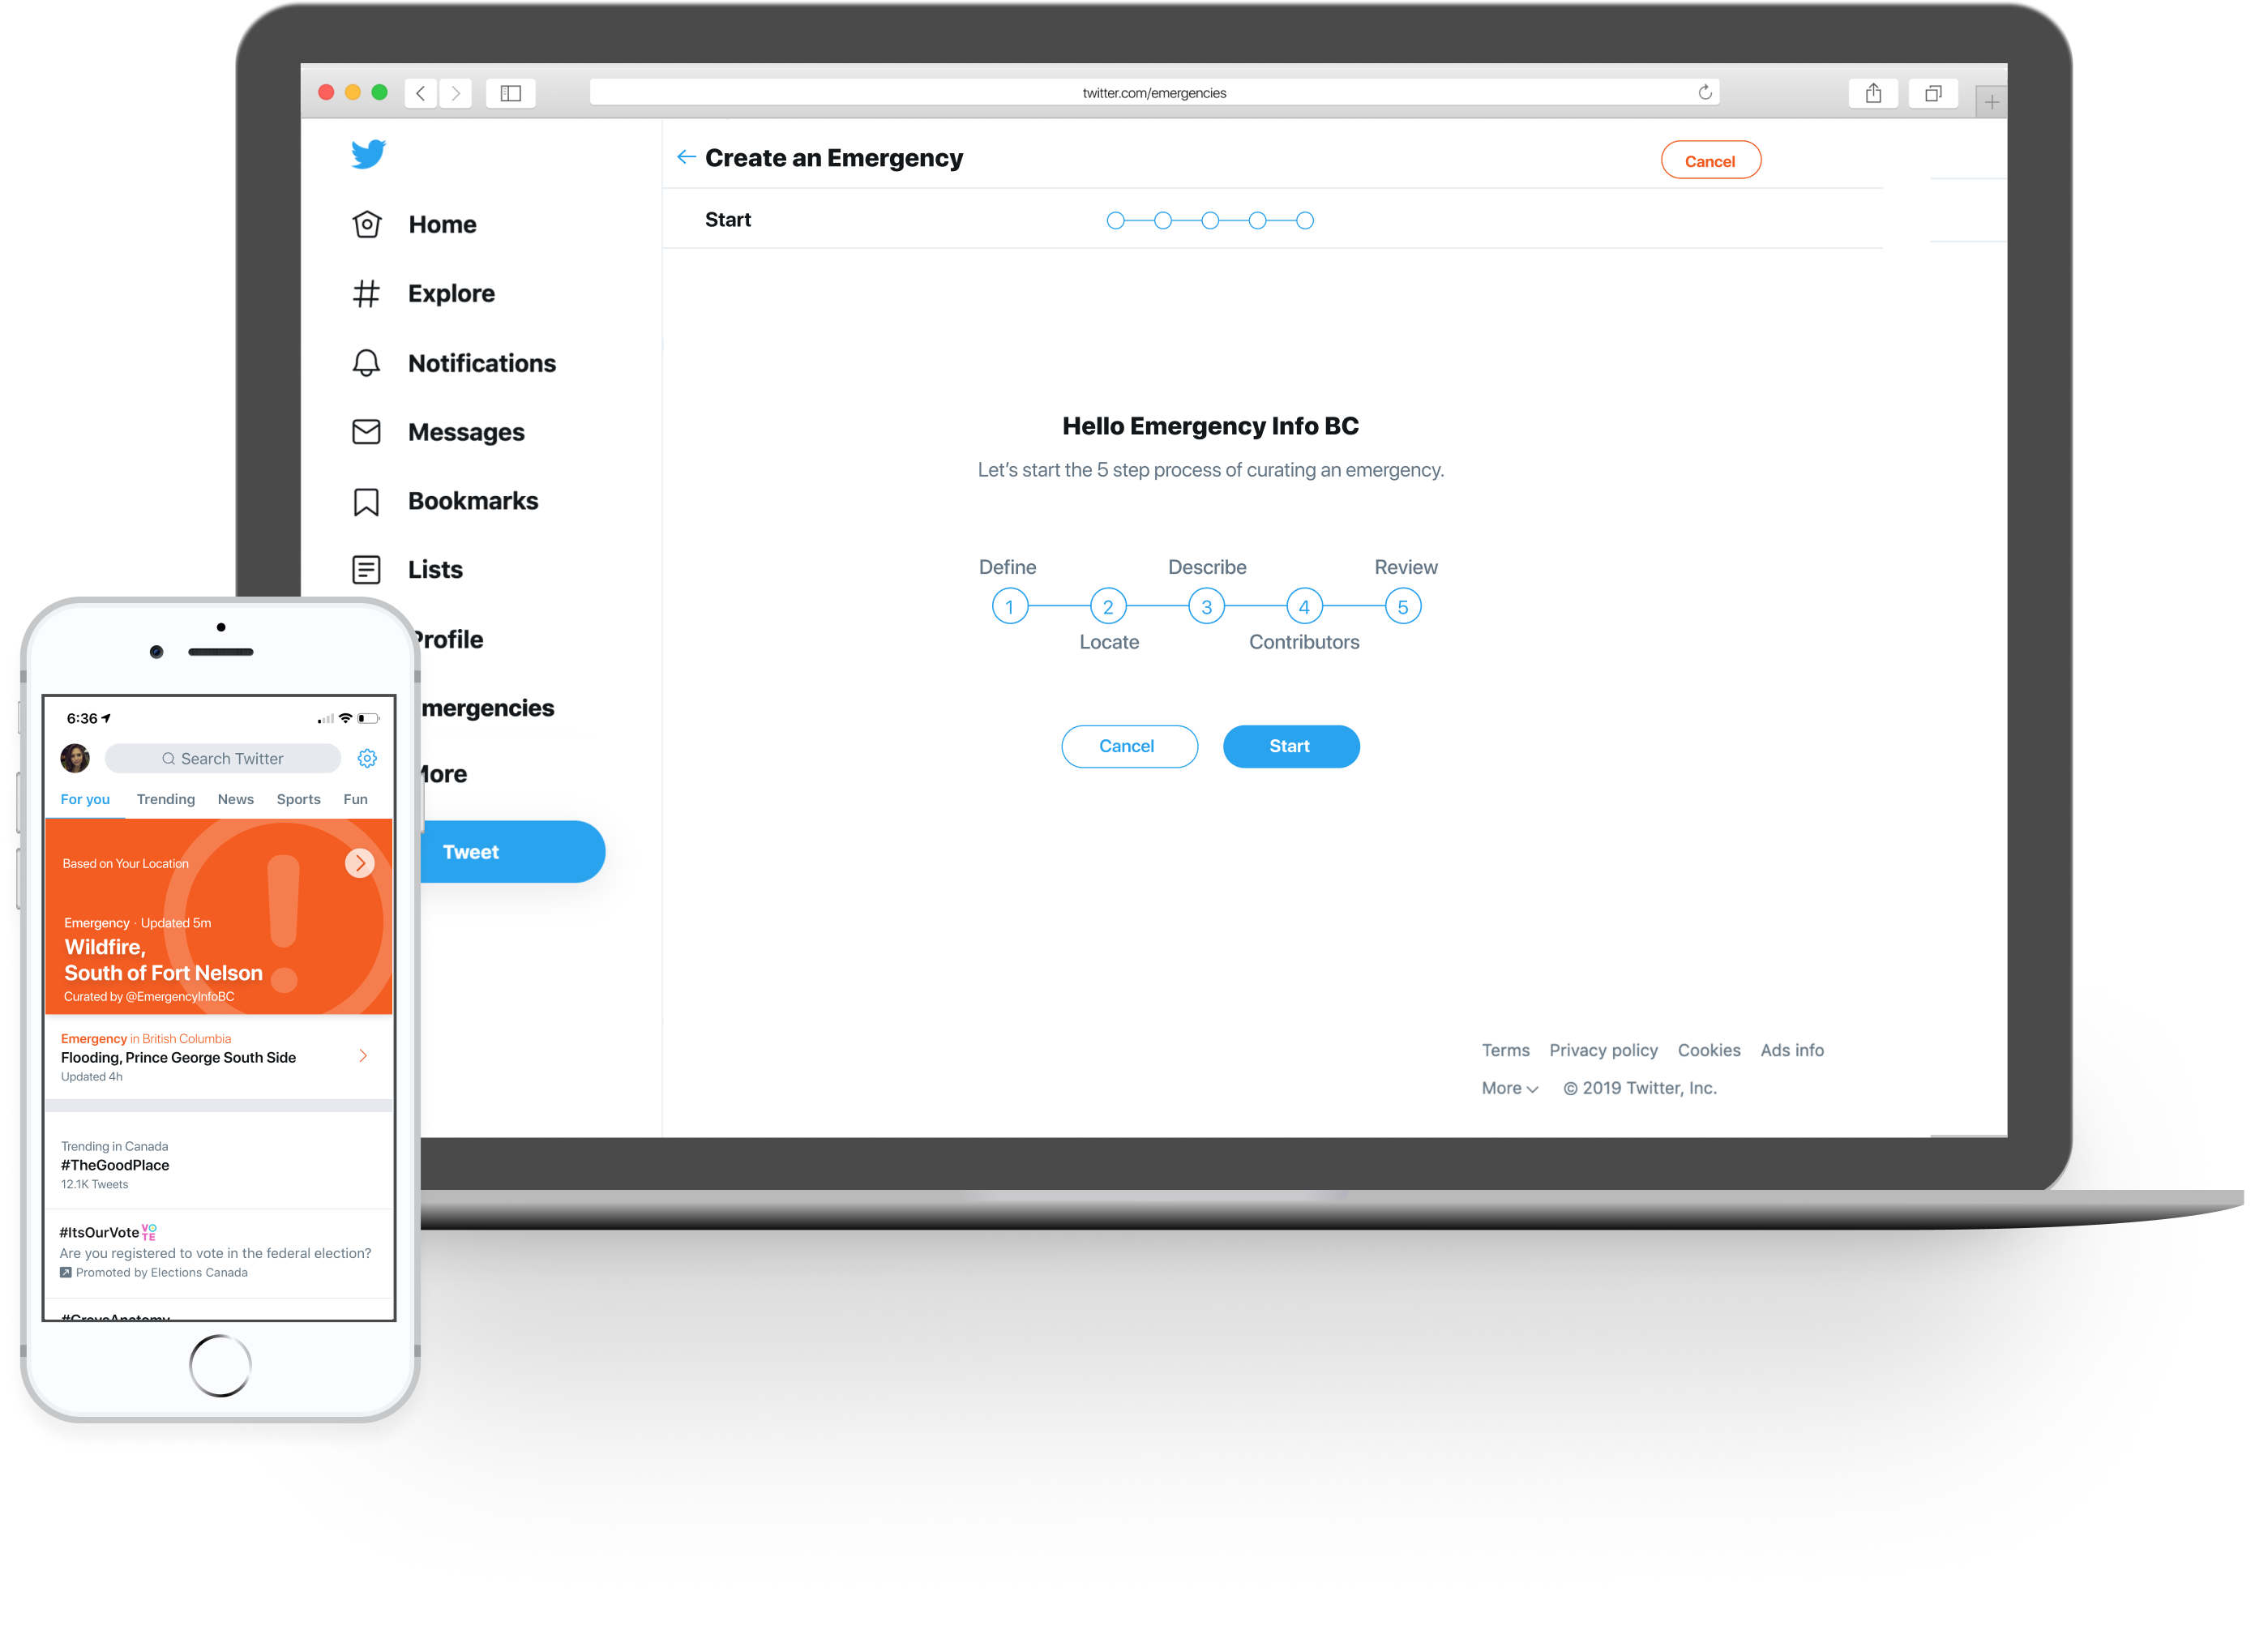 twitter.com/emergencies
Create an Emergency
Cancel
Start
Home
Explore
Notifications
Messages
Bookmarks
Lists
rofile
mergencies
ore
Tweet
Hello Emergency Info BC
Let's start the 5 step process of curating an emergency.
Define
Describe
Review
1
2
3
4
5
Locate
Contributors
Cancel
Start
Terms
Privacy policy
Cookies
Ads info
More
© 2019 Twitter, Inc.
6:36
Search Twitter
For you
Trending
News
Sports
Fun
Based on Your Location
Emergency · Updated 5m
Wildfire,
South of Fort Nelson
Curated by @EmergencyInfoBC
Emergency in British Columbia
Flooding, Prince George South Side
Updated 4h
Trending in Canada
#TheGoodPlace
12.1K Tweets
#ItsOurVote VOTE
Are you registered to vote in the federal election?
Promoted by Elections Canada